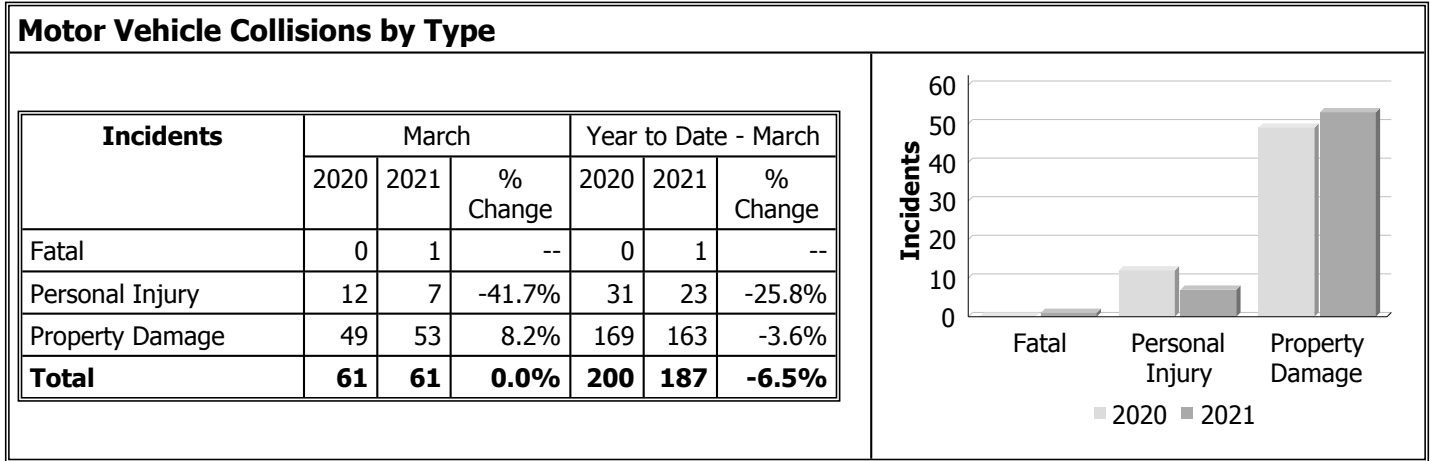 Motor Vehicle Collisions by Type
Incidents March Year to Date - March
2020 2021 % Change 2020 2021 % Change
Fatal 0 1 -- 0 1 --
Personal Injury 12 7 -41.7% 31 23 -25.8%
Property Damage 49 53 8.2% 169 163 -3.6%
Total 61 61 0.0% 200 187 -6.5%
Incidents
60
50
40
30
20
10
0
Fatal Personal Injury Property Damage
2020 2021